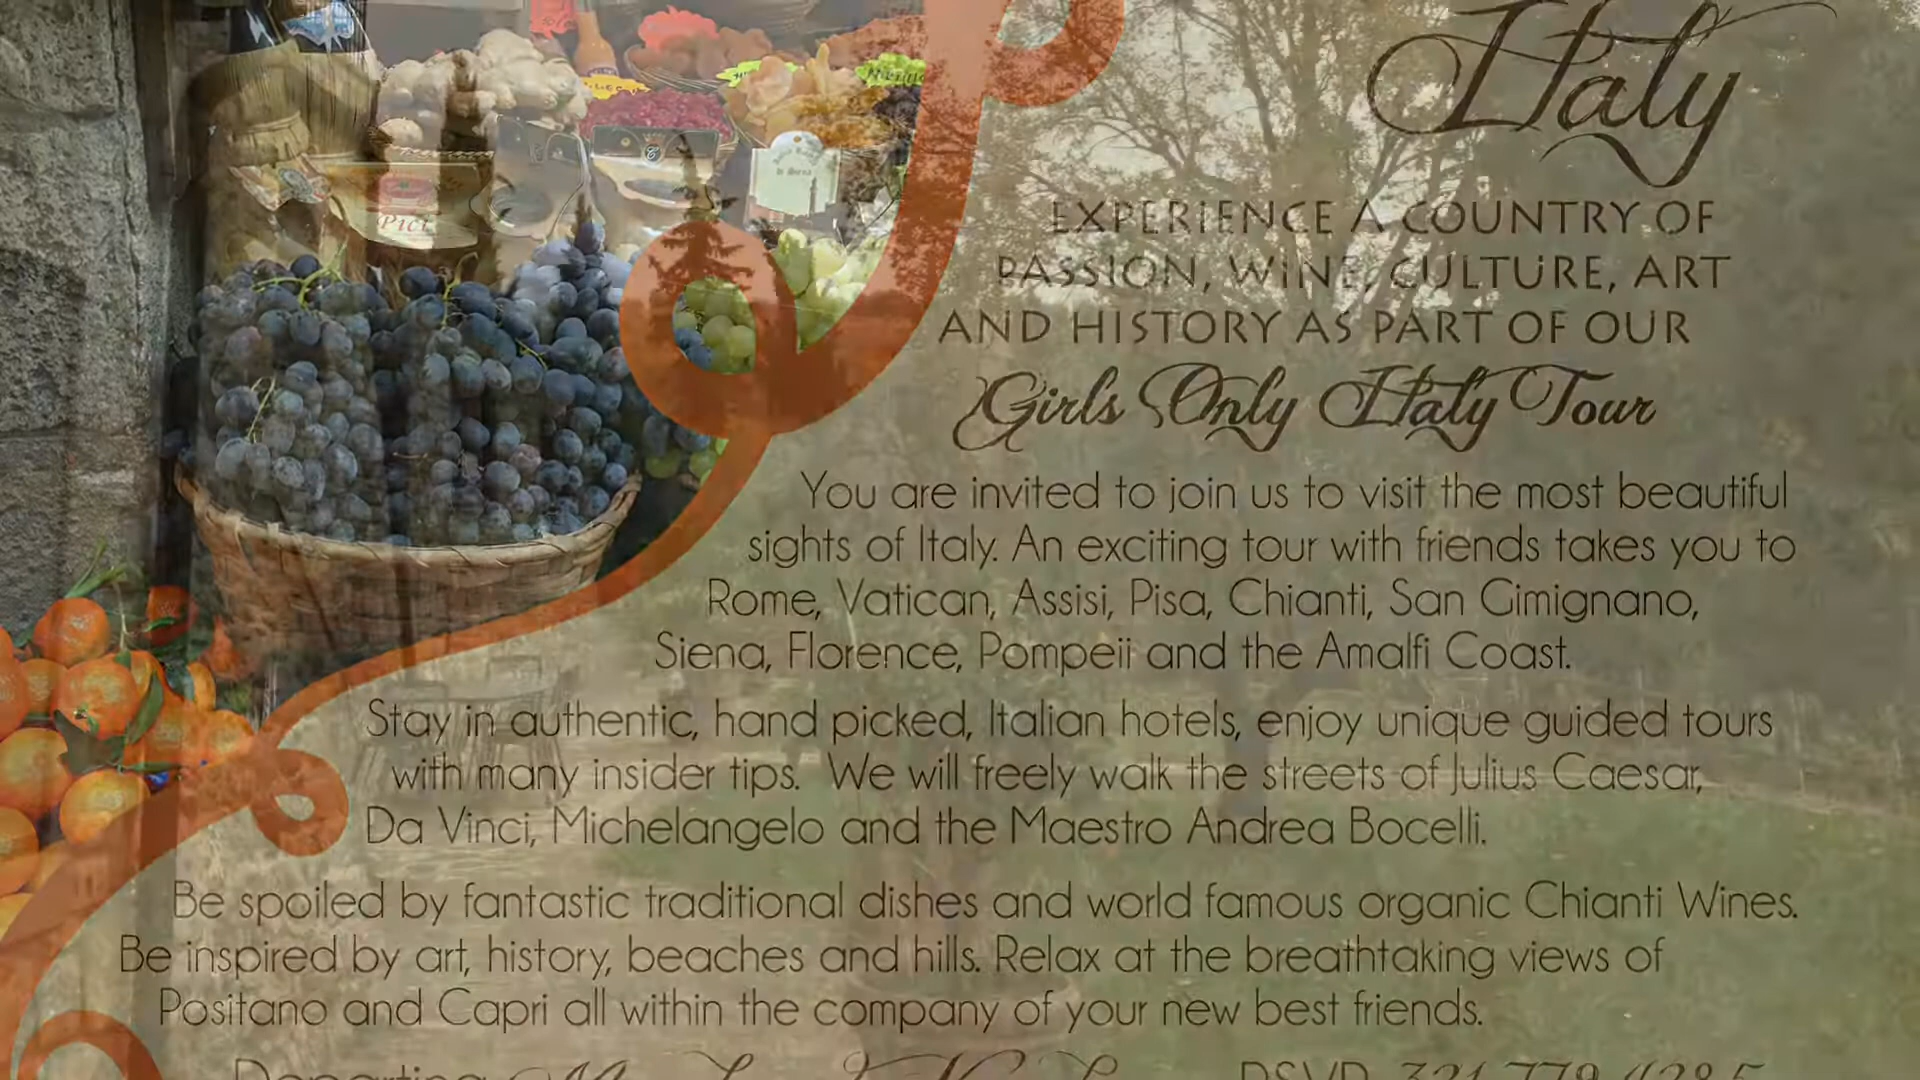 Italy
EXPERIENCE A COUNTRY OF
PASSION, WINE, CULTURE, ART
AND HISTORY AS PART OF OUR
Girls Only Italy Tour
You are invited to join us to visit the most beautiful
sights of Italy. An exciting tour with friends takes you to
Rome, Vatican, Assisi, Pisa, Chianti, San Gimignano,
Siena, Florence, Pompeii and the Amalfi Coast.
Stay in authentic, hand picked, Italian hotels, enjoy unique guided tours
with many insider tips. We will freely walk the streets of Julius Caesar,
Da Vinci, Michelangelo and the Maestro Andrea Bocelli.
Be spoiled by fantastic traditional dishes and world famous organic Chianti Wines.
Be inspired by art, history, beaches and hills. Relax at the breathtaking views of
Positano and Capri all within the company of your new best friends.
Departing
RSVP
Pici